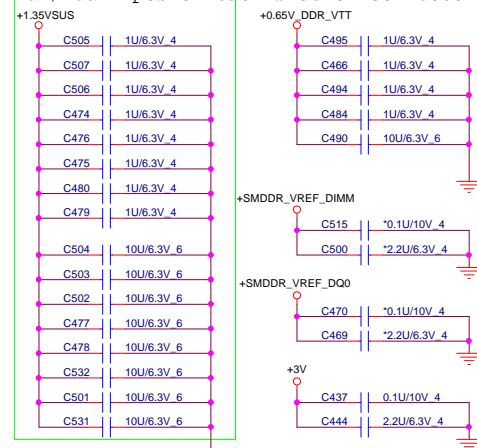 +1.35VSUS
C505 1U/6.3V_4
C507 1U/6.3V_4
C506 1U/6.3V_4
C474 1U/6.3V_4
C476 1U/6.3V_4
C475 1U/6.3V_4
C480 1U/6.3V_4
C479 1U/6.3V_4
C504 10U/6.3V_6
C503 10U/6.3V_6
C502 10U/6.3V_6
C477 10U/6.3V_6
C478 10U/6.3V_6
C532 10U/6.3V_6
C501 10U/6.3V_6
C531 10U/6.3V_6
+0.65V_DDR_VTT
C495 1U/6.3V_4
C466 1U/6.3V_4
C494 1U/6.3V_4
C484 1U/6.3V_4
C490 10U/6.3V_6
+SMDDR_VREF_DIMM
C515 *0.1U/10V_4
C500 *2.2U/6.3V_4
+SMDDR_VREF_DQ0
C470 *0.1U/10V_4
C469 *2.2U/6.3V_4
+3V
C437 0.1U/10V_4
C444 2.2U/6.3V_4